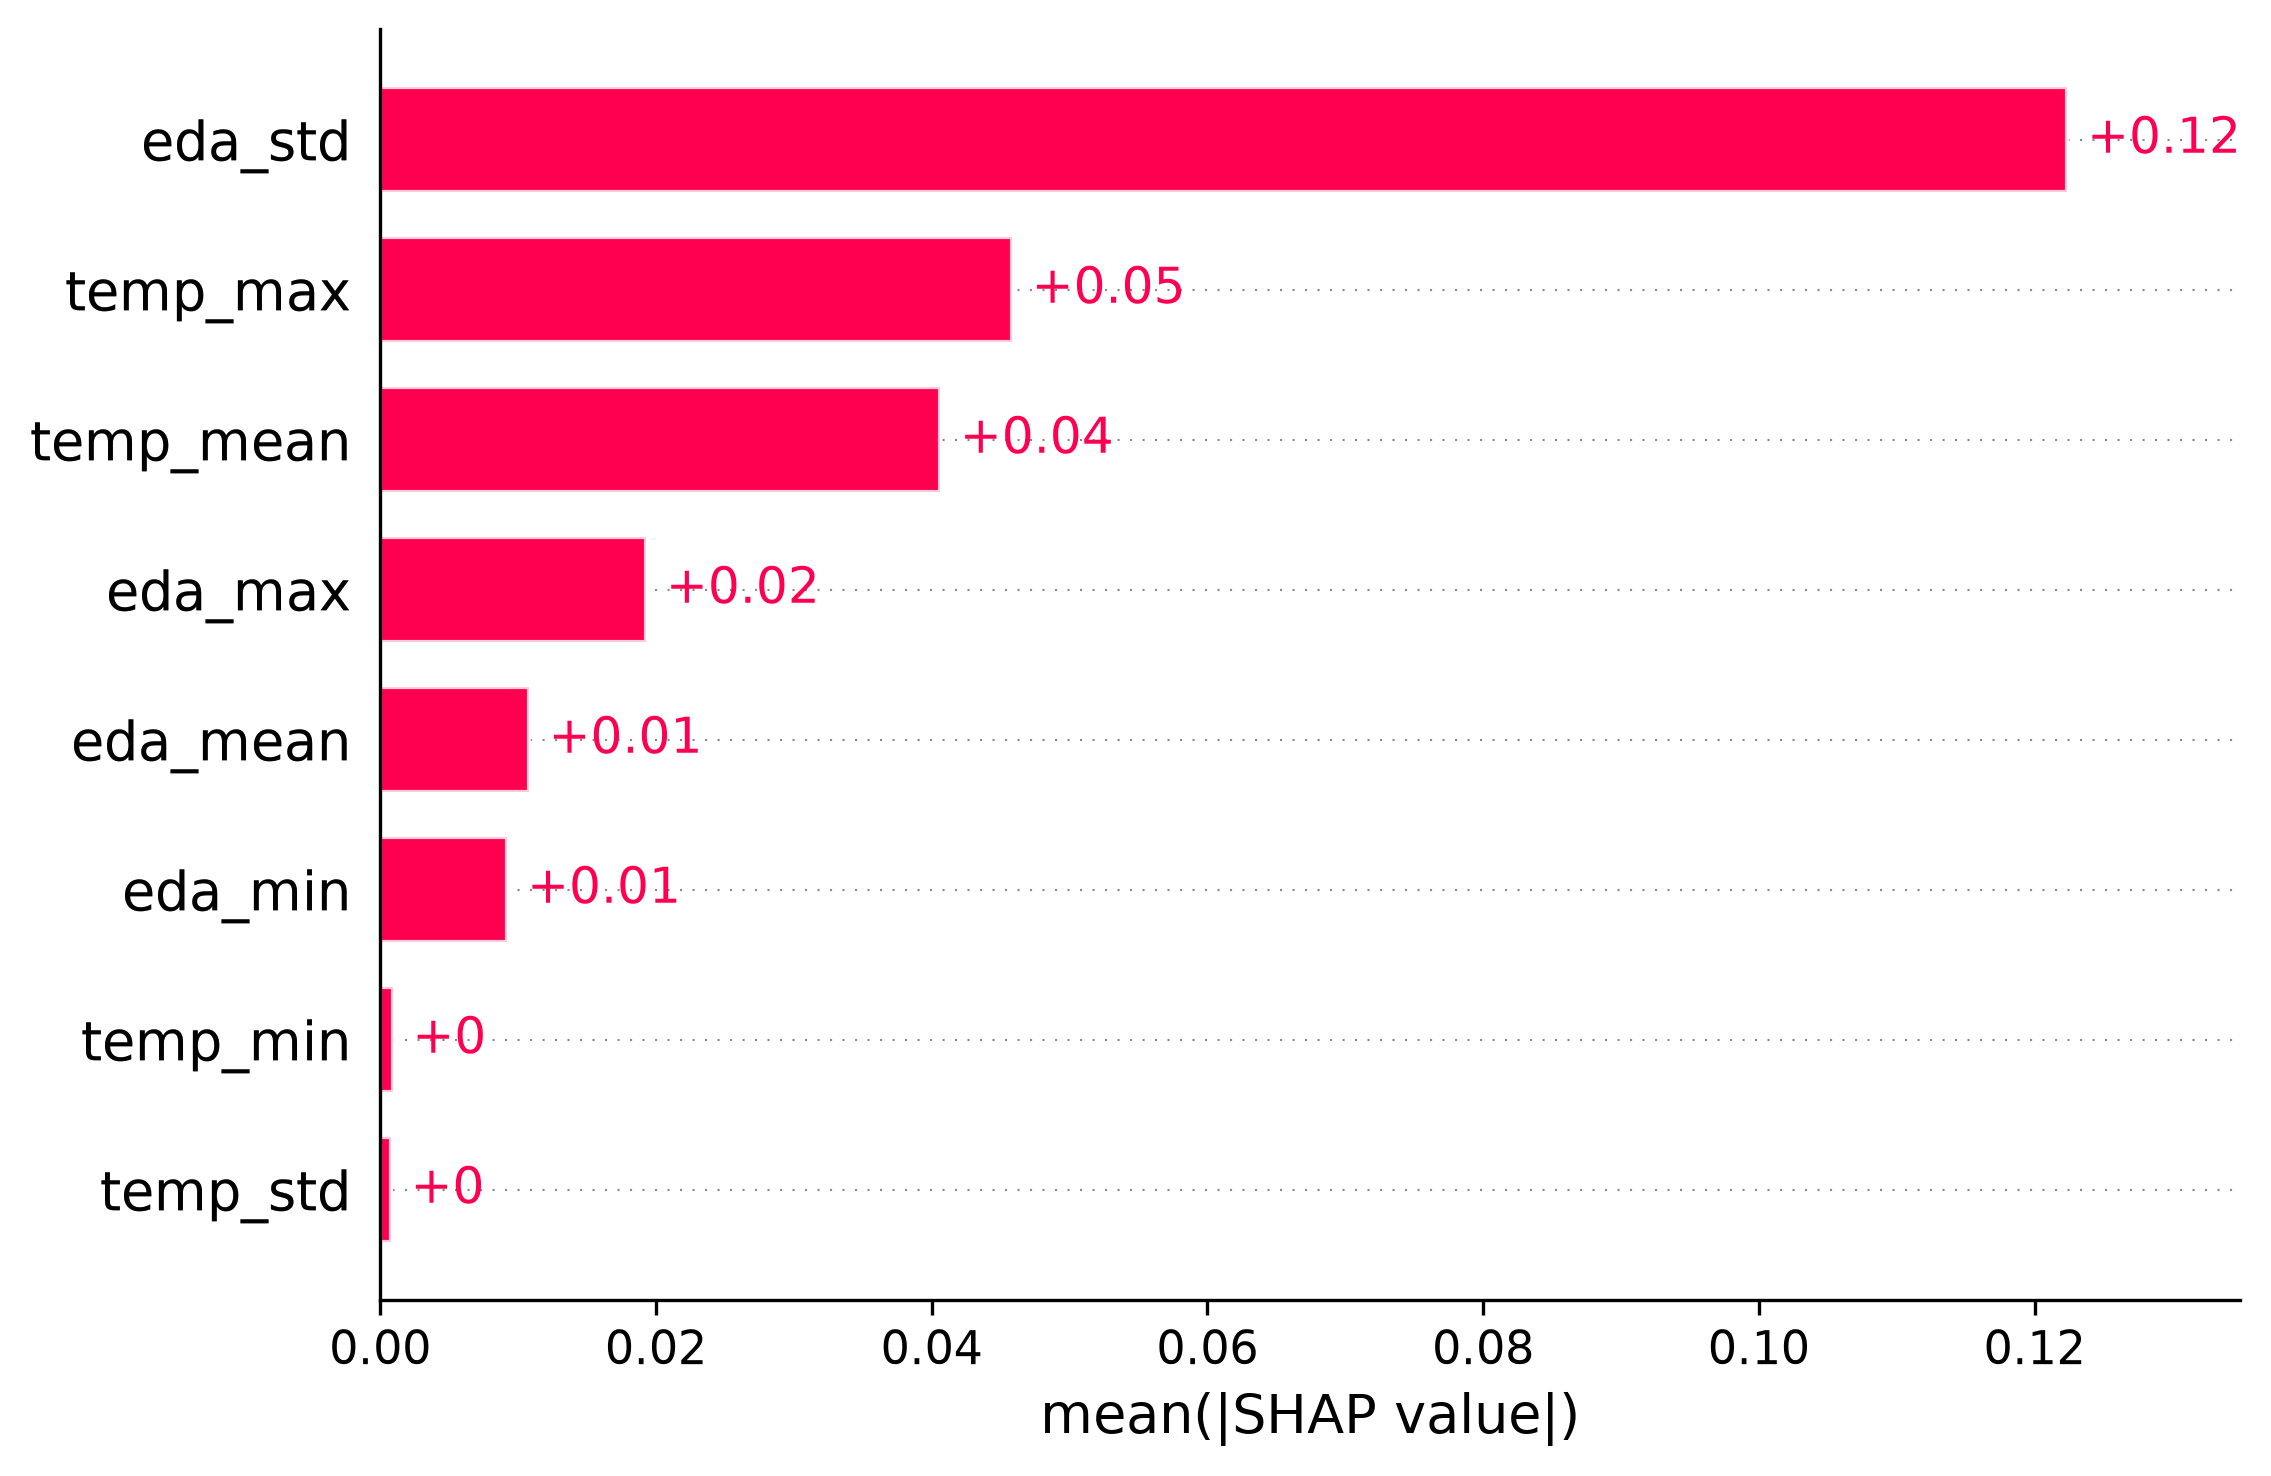 eda_std +0.12
temp_max +0.05
temp_mean +0.04
eda_max +0.02
eda_mean +0.01
eda_min +0.01
temp_min +0
temp_std +0
0.00 0.02 0.04 0.06 0.08 0.10 0.12
mean(|SHAP value|)